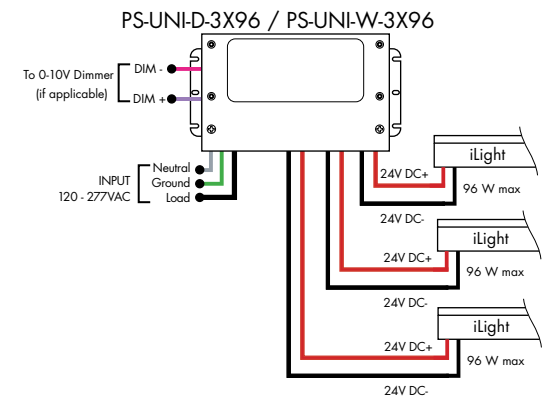 PS-UNI-D-3X96 / PS-UNI-W-3X96
To 0-10V Dimmer
(if applicable)
DIM -
DIM +
INPUT
120 - 277VAC
Neutral
Ground
Load
iLight
24V DC+
96 W max
24V DC-
iLight
24V DC+
96 W max
24V DC-
iLight
24V DC+
96 W max
24V DC-